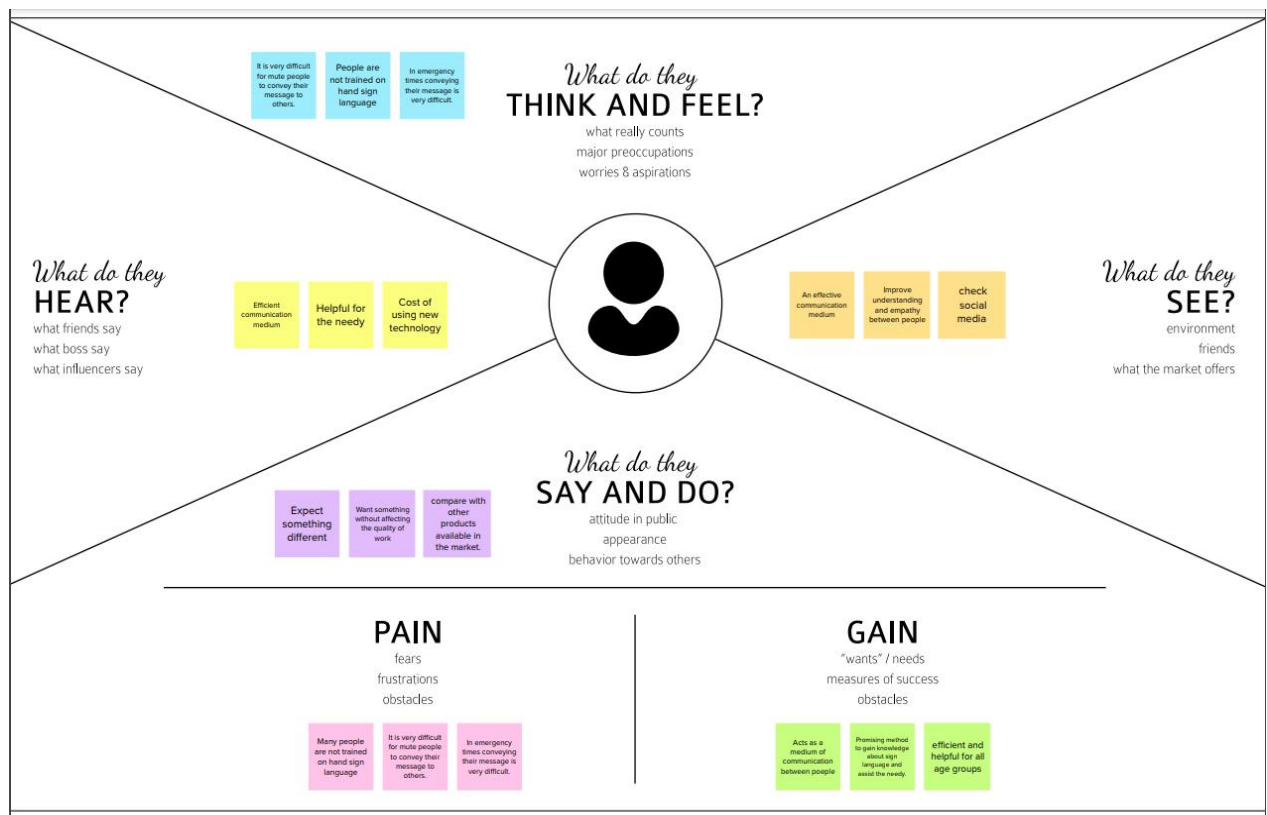 It is very difficult
for mute people
to convey their
message to
others.
People are
not trained on
hand sign
language
In emergency
times conveying
their message is
very difficult.
What do they
THINK AND FEEL?
what really counts
major preoccupations
worries & aspirations
What do they
HEAR?
what friends say
what boss say
what influencers say
Efficient
communication
medium
Helpful for
the needy
Cost of
using new
technology
An effective
communication
medium
Improve
understanding
and empathy
between people
check
social
media
What do they
SEE?
environment
friends
what the market offers
What do they
SAY AND DO?
attitude in public
appearance
behavior towards others
Expect
something
different
Want something
without affecting
the quality of
work
compare with
other
products
available in
the market.
PAIN
fears
frustrations
obstacles
Many people
are not trained
on hand sign
language
It is very difficult
for mute people
to convey their
message to
others.
In emergency
times conveying
their message is
very difficult.
GAIN
"wants" / needs
measures of success
obstacles
Acts as a
medium of
communication
between poeple
Promising method
to gain knowledge
about sign
language and
assist the needy.
efficient and
helpful for all
age groups